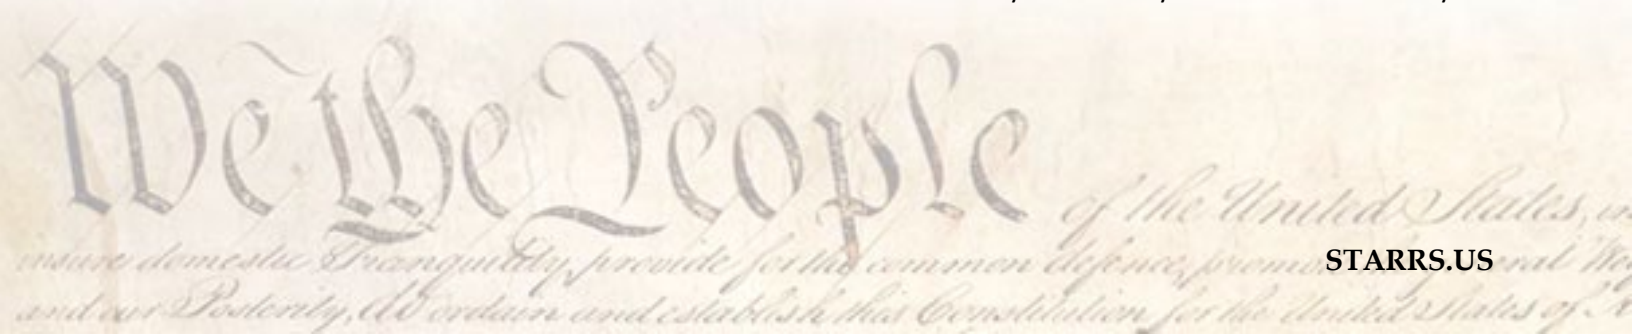 We the People of the United States, in
STARRS.US
insure domestic Tranquility, provide for the common defence, promo eral We
and our Posterity, do ordain and establish this Constitution for the United States of A